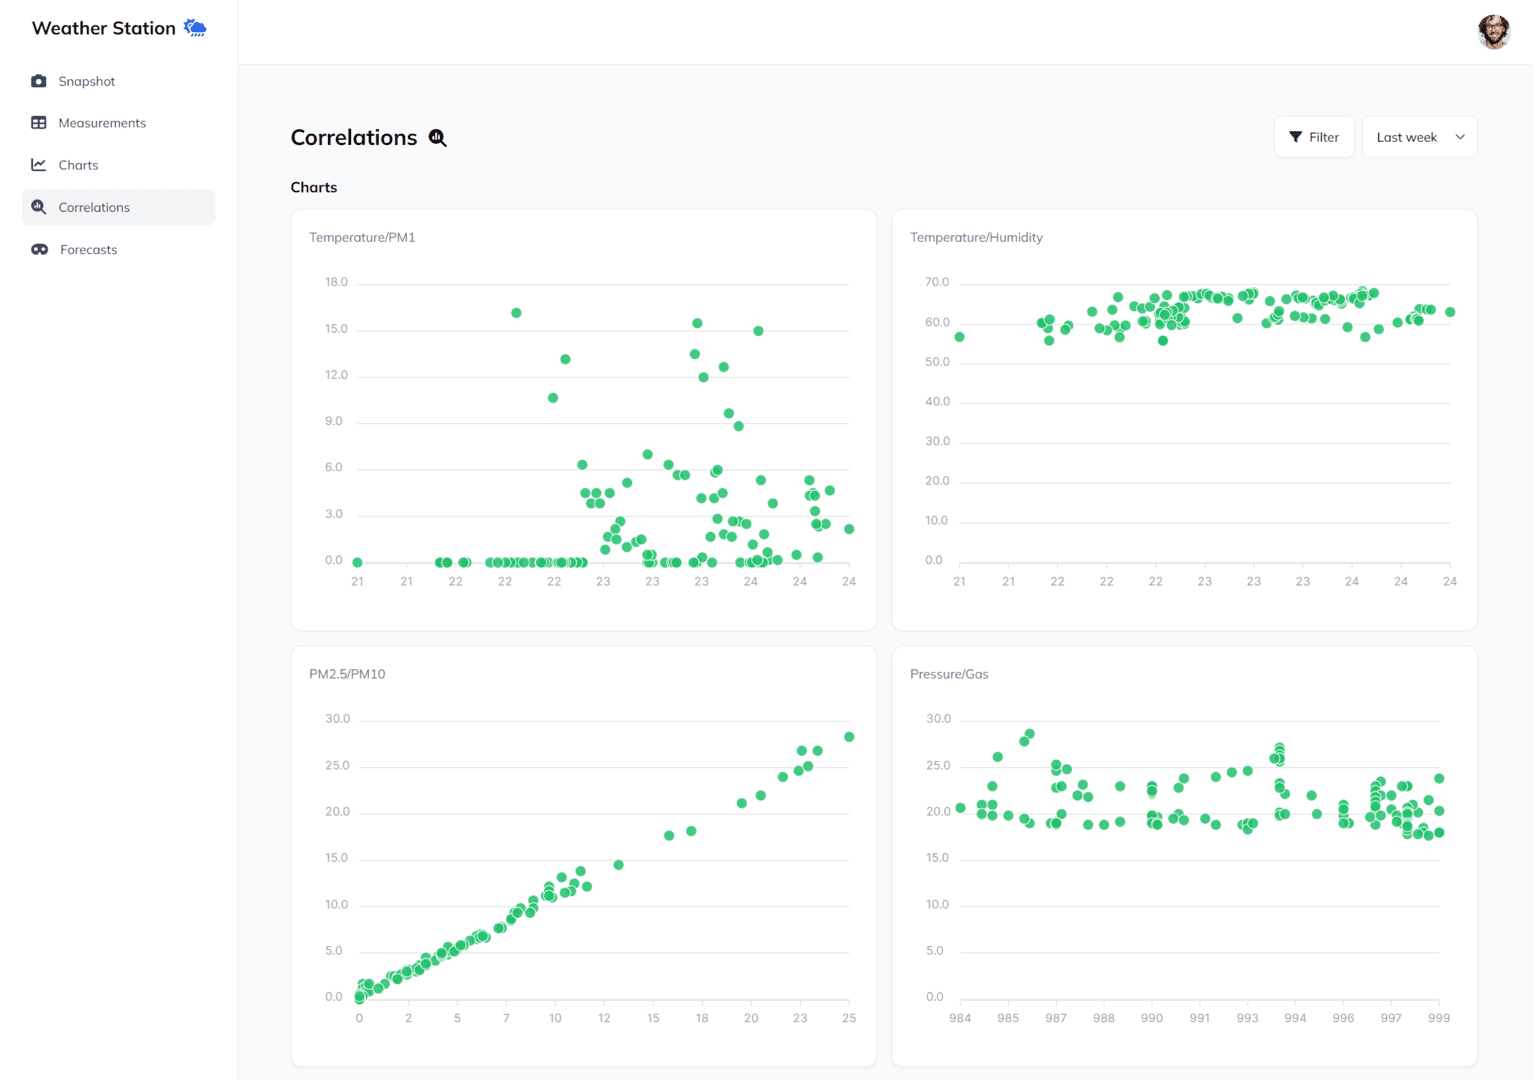 Weather Station
Snapshot
Measurements
Charts
Correlations
Forecasts
Correlations
Filter
Last week
Charts
Temperature/PM1
18.0
15.0
12.0
9.0
6.0
3.0
0.0
21 21 22 22 22 23 23 23 24 24 24
Temperature/Humidity
70.0
60.0
50.0
40.0
30.0
20.0
10.0
0.0
21 21 22 22 22 23 23 23 24 24 24
PM2.5/PM10
30.0
25.0
20.0
15.0
10.0
5.0
0.0
0 2 5 7 10 12 15 18 20 23 25
Pressure/Gas
30.0
25.0
20.0
15.0
10.0
5.0
0.0
984 985 987 988 990 991 993 994 996 997 999